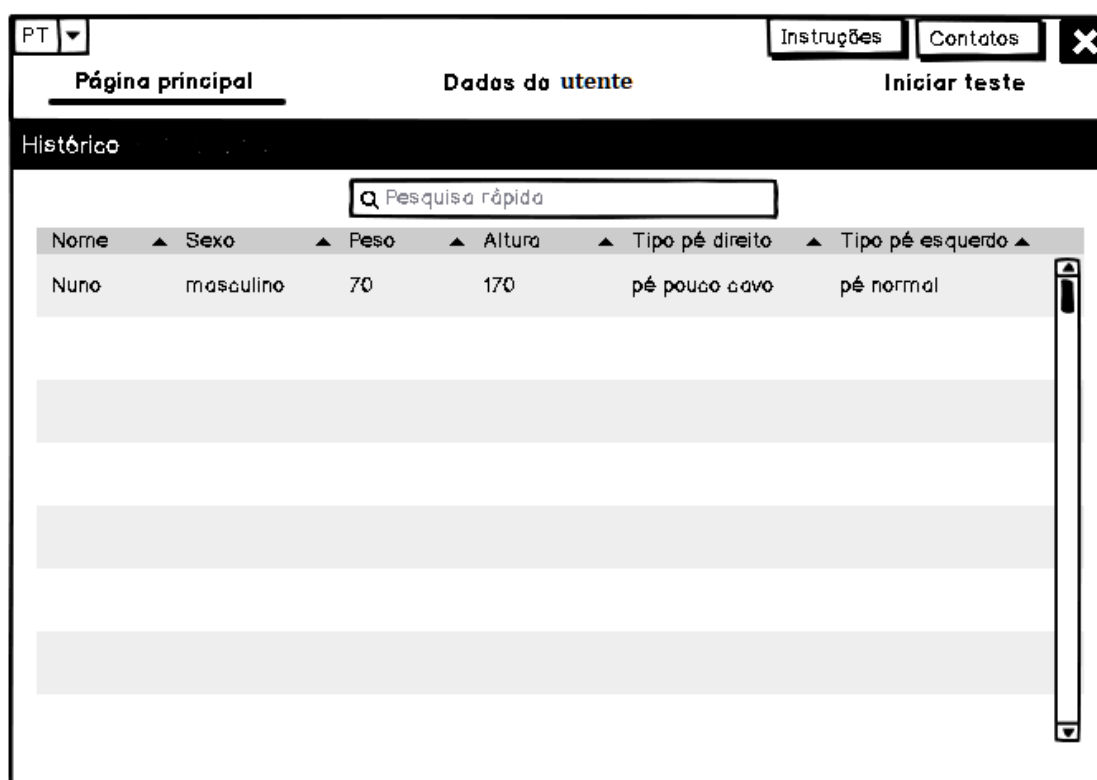 PT Instruções Contatos
Página principal Dados do utente Iniciar teste
Histórico
Pesquisa rápida
Nome Sexo Peso Altura Tipo pé direito Tipo pé esquerdo
Nuno masculino 70 170 pé pouco cavo pé normal